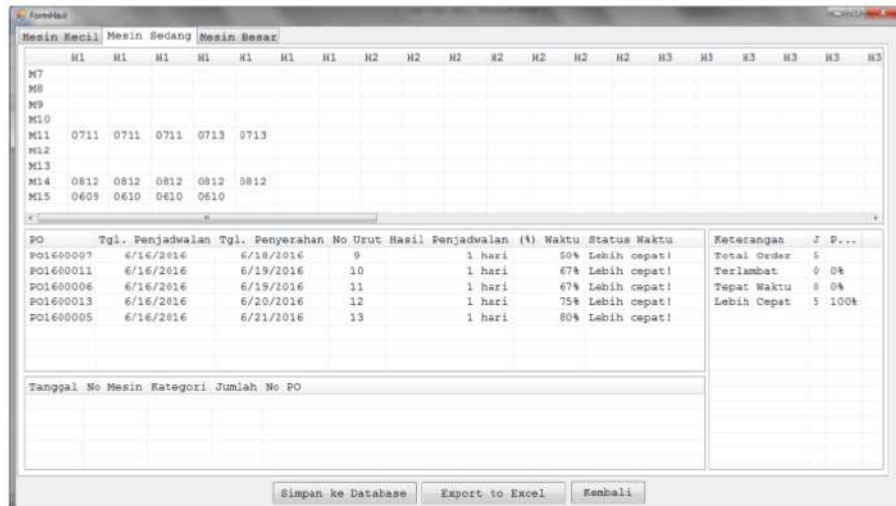 FormHasil
Mesin Kecil Mesin Sedang Mesin Besar
H1 H1 H1 H1 H1 H1 H1 H2 H2 H2 H2 H2 H2 H2 H3 H3 H3 H3 H3 H3
M7
M8
M9
M10
M11 0711 0711 0711 0713 0713
M12
M13
M14 0812 0812 0812 0812 0812
M15 0609 0610 0610 0610
PO Tgl. Penjadwalan Tgl. Penyerahan No Urut Hasil Penjadwalan (%) Waktu Status Waktu
PO1600007 6/16/2016 6/18/2016 9 1 hari 50% Lebih cepat!
PO1600011 6/16/2016 6/19/2016 10 1 hari 67% Lebih cepat!
PO1600006 6/16/2016 6/19/2016 11 1 hari 67% Lebih cepat!
PO1600013 6/16/2016 6/20/2016 12 1 hari 75% Lebih cepat!
PO1600005 6/16/2016 6/21/2016 13 1 hari 80% Lebih cepat!
Keterangan J P...
Total Order 5
Terlambat 0 0%
Tepat Waktu 0 0%
Lebih Cepat 5 100%
Tanggal No Mesin Kategori Jumlah No PO
Simpan ke Database Export to Excel Kembali